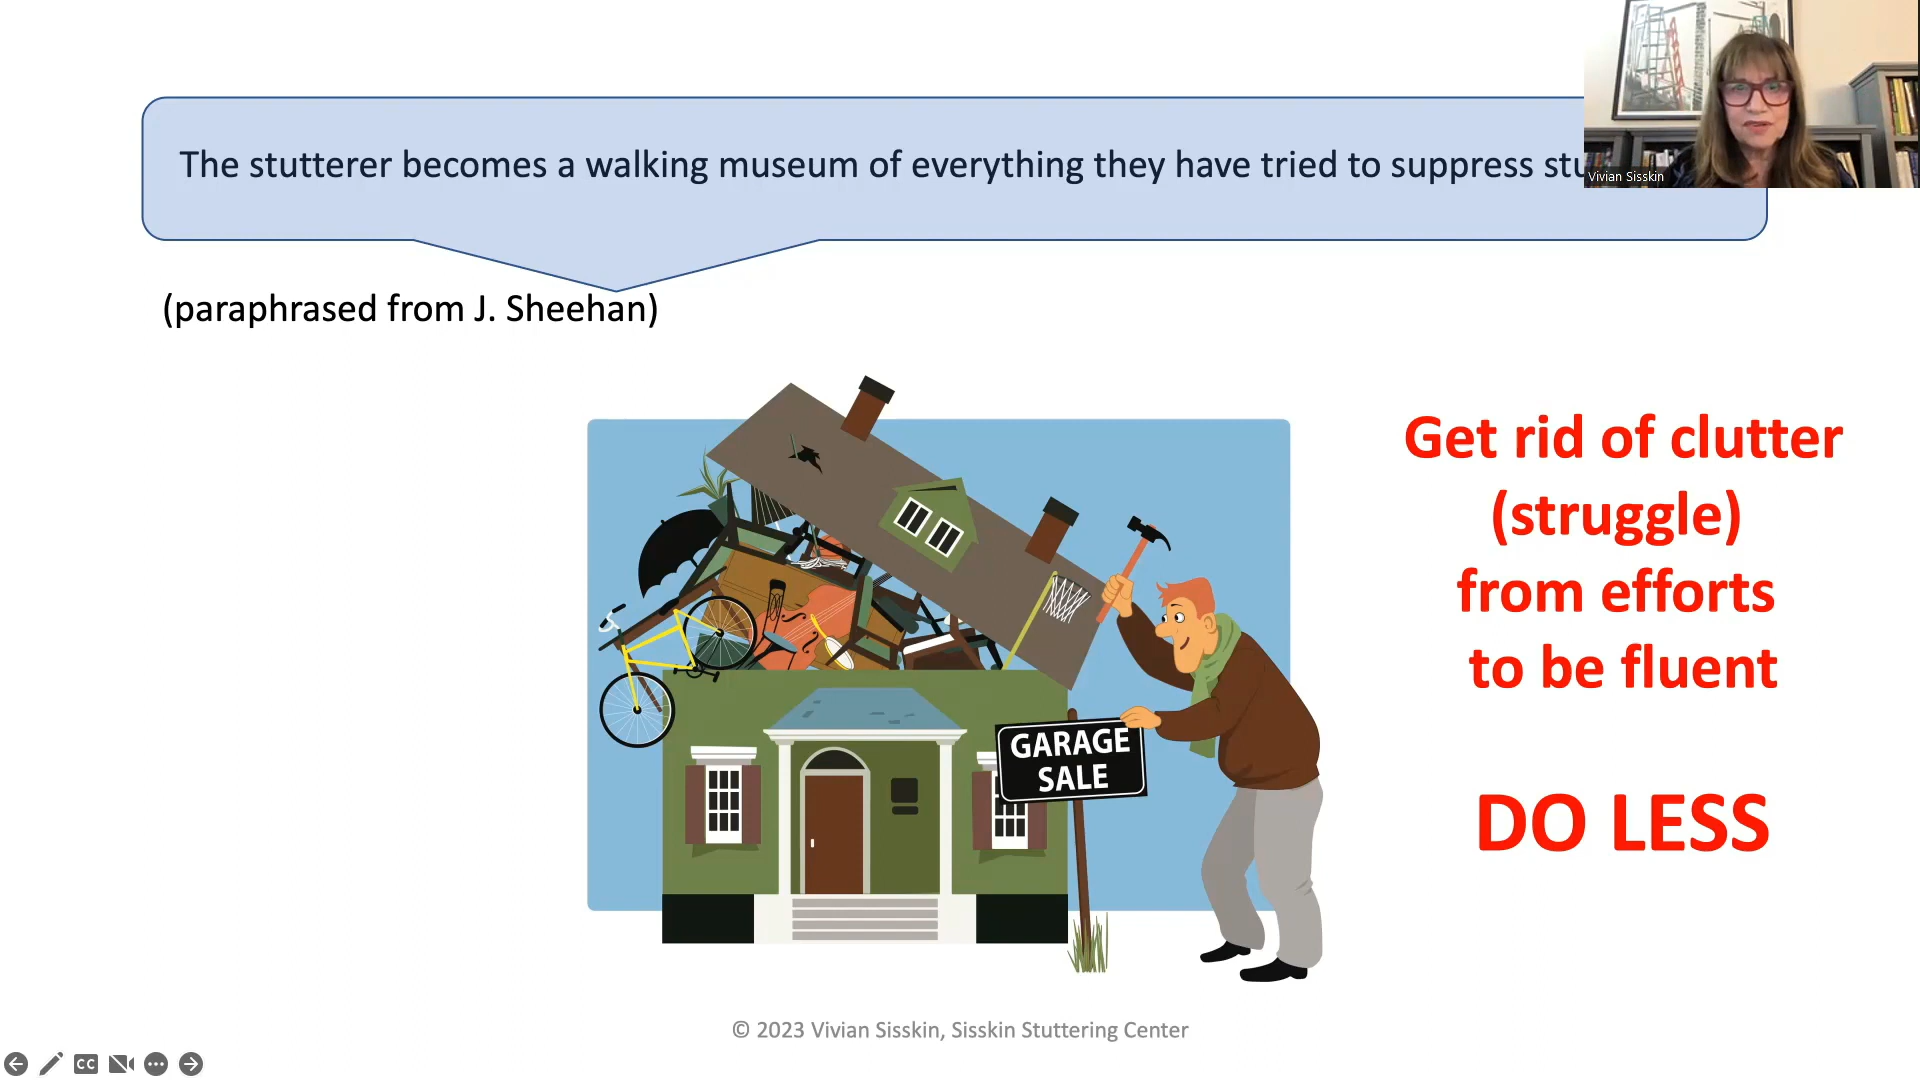 The stutterer becomes a walking museum of everything they have tried to suppress
Vivian Sisskin
(paraphrased from J. Sheehan)
Get rid of clutter
(struggle)
from efforts
to be fluent
GARAGE
SALE
DO LESS
© 2023 Vivian Sisskin, Sisskin Stuttering Center
CC